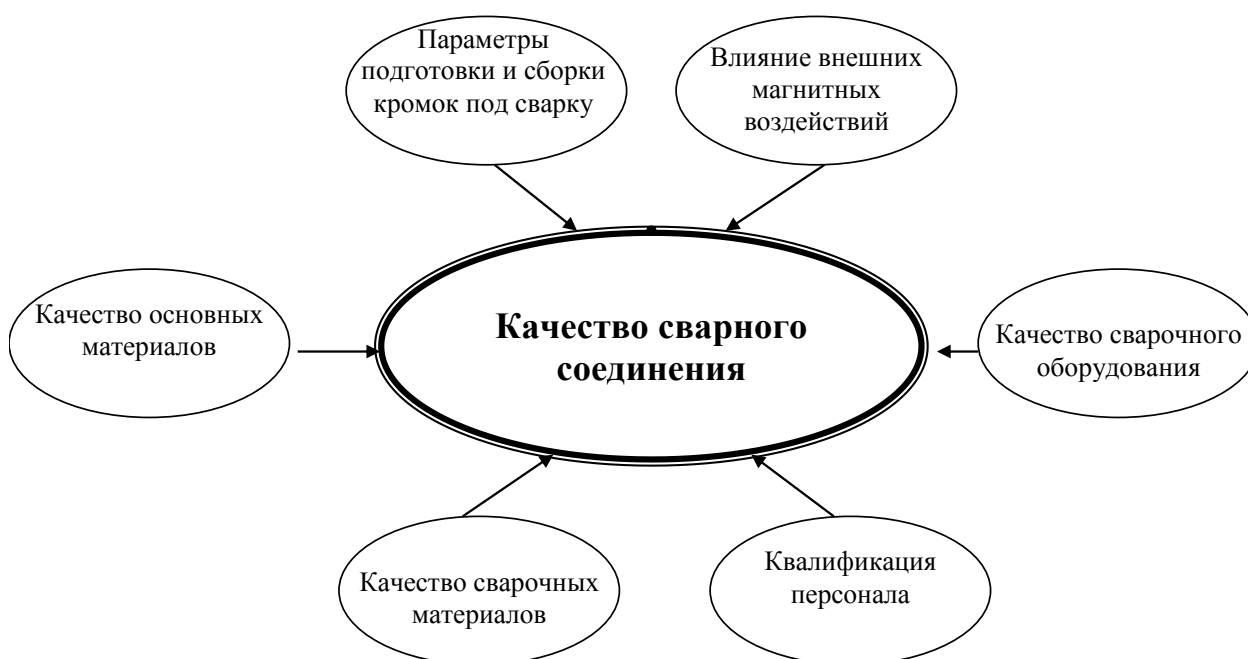 Параметры
подготовки и сборки
кромок под сварку
Влияние внешних
магнитных
воздействий
Качество основных
материалов
Качество сварного
соединения
Качество сварочного
оборудования
Качество сварочных
материалов
Квалификация
персонала